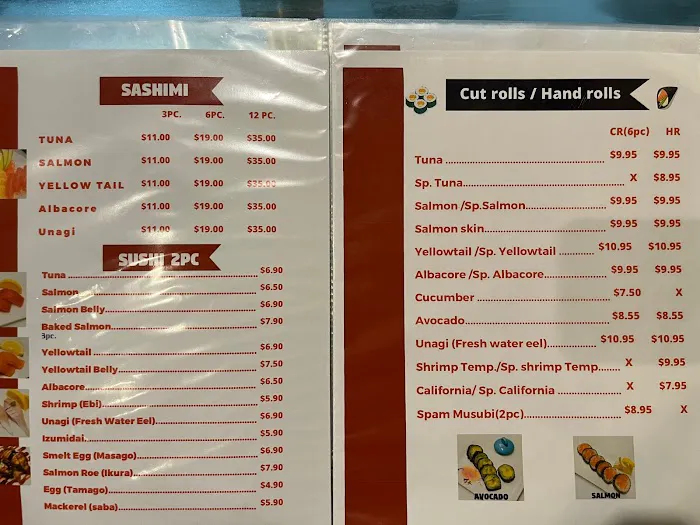 SASHIMI
3PC. 6PC. 12 PC.
TUNA $11.00 $19.00 $35.00
SALMON $11.00 $19.00 $35.00
YELLOW TAIL $11.00 $19.00 $35.00
Albacore $11.00 $19.00 $35.00
Unagi $11.00 $19.00 $35.00
SUSHI 2PC
Tuna $6.90
Salmon $6.50
Salmon Belly $6.90
Baked Salmon $7.90
3pc.
Yellowtail $6.90
Yellowtail Belly $7.50
Albacore $6.50
Shrimp (Ebi) $5.90
Unagi (Fresh Water Eel) $6.90
Izumidai $5.90
Smelt Egg (Masago) $6.90
Salmon Roe (Ikura) $7.90
Egg (Tamago) $4.90
Mackerel (saba) $5.90
Cut rolls / Hand rolls
CR(6pc) HR
Tuna $9.95 $9.95
Sp. Tuna X $8.95
Salmon /Sp.Salmon $9.95 $9.95
Salmon skin $9.95 $9.95
Yellowtail /Sp. Yellowtail $10.95 $10.95
Albacore /Sp. Albacore $9.95 $9.95
Cucumber $7.50 X
Avocado $8.55 $8.55
Unagi (Fresh water eel) $10.95 $10.95
Shrimp Temp./Sp. shrimp Temp X $9.95
California/ Sp. California X $7.95
Spam Musubi(2pc) $8.95 X
AVOCADO
SALMON